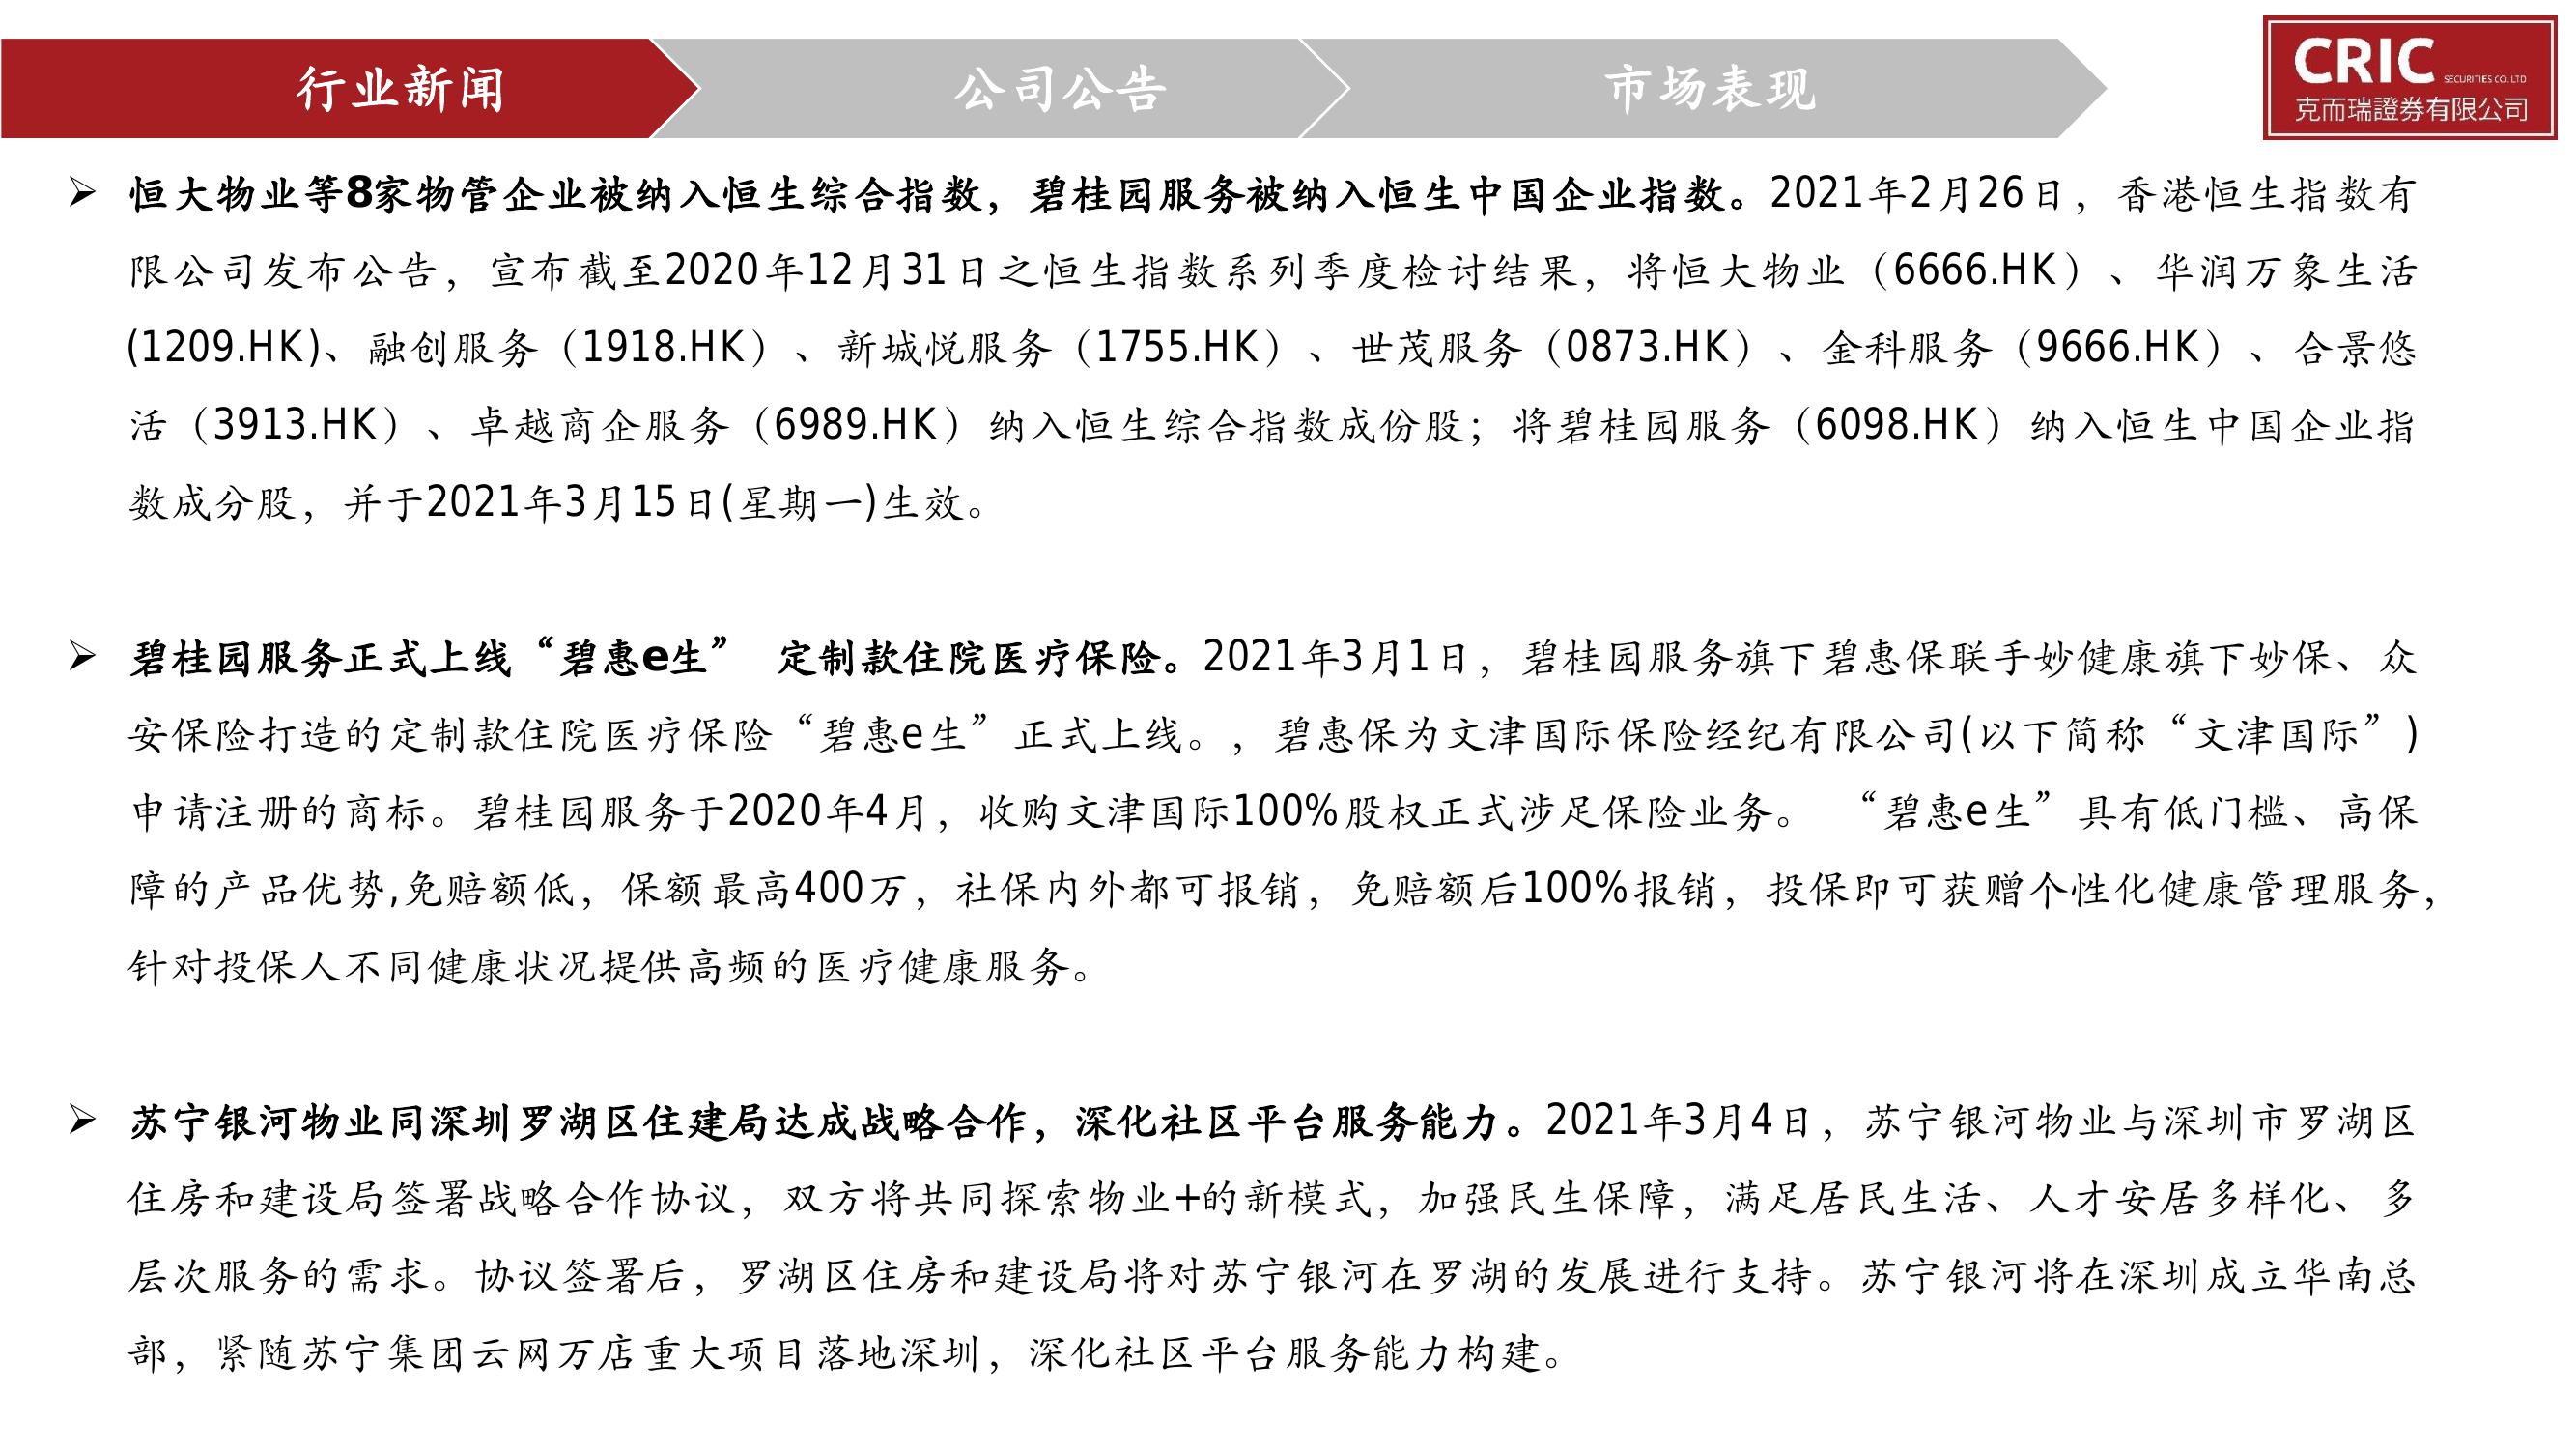 行业新闻
公司公告
市场表现
CRIC
SECURITIES CO. LTD
克而瑞證券有限公司
恒大物业等8家物管企业被纳入恒生综合指数，碧桂园服务被纳入恒生中国企业指数。2021年2月26日，香港恒生指数有
限公司发布公告，宣布截至2020年12月31日之恒生指数系列季度检讨结果，将恒大物业（6666.HK）、华润万象生活
(1209.HK)、融创服务（1918.HK）、新城悦服务（1755.HK）、世茂服务（0873.HK）、金科服务（9666.HK）、合景悠
活（3913.HK）、卓越商企服务（6989.HK）纳入恒生综合指数成份股；将碧桂园服务（6098.HK）纳入恒生中国企业指
数成分股，并于2021年3月15日(星期一)生效。
碧桂园服务正式上线“碧惠e生” 定制款住院医疗保险。2021年3月1日，碧桂园服务旗下碧惠保联手妙健康旗下妙保、众
安保险打造的定制款住院医疗保险“碧惠e生”正式上线。，碧惠保为文津国际保险经纪有限公司(以下简称“文津国际”)
申请注册的商标。碧桂园服务于2020年4月，收购文津国际100%股权正式涉足保险业务。 “碧惠e生”具有低门槛、高保
障的产品优势,免赔额低，保额最高400万，社保内外都可报销，免赔额后100%报销，投保即可获赠个性化健康管理服务，
针对投保人不同健康状况提供高频的医疗健康服务。
苏宁银河物业同深圳罗湖区住建局达成战略合作，深化社区平台服务能力。2021年3月4日，苏宁银河物业与深圳市罗湖区
住房和建设局签署战略合作协议，双方将共同探索物业+的新模式，加强民生保障，满足居民生活、人才安居多样化、多
层次服务的需求。协议签署后，罗湖区住房和建设局将对苏宁银河在罗湖的发展进行支持。苏宁银河将在深圳成立华南总
部，紧随苏宁集团云网万店重大项目落地深圳，深化社区平台服务能力构建。